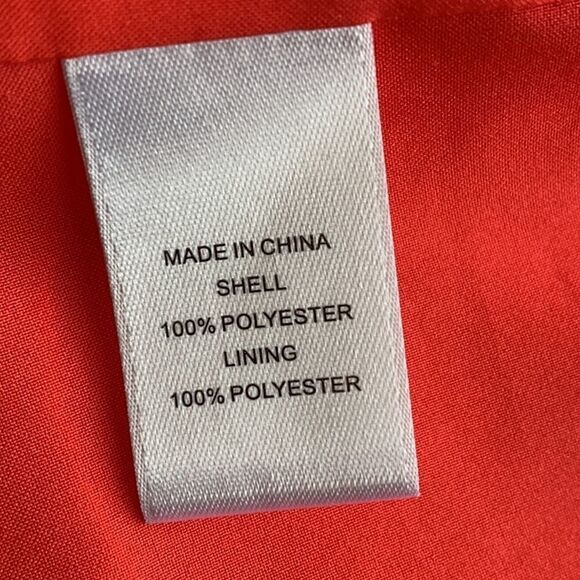 MADE IN CHINA
SHELL
100% POLYESTER
LINING
100% POLYESTER